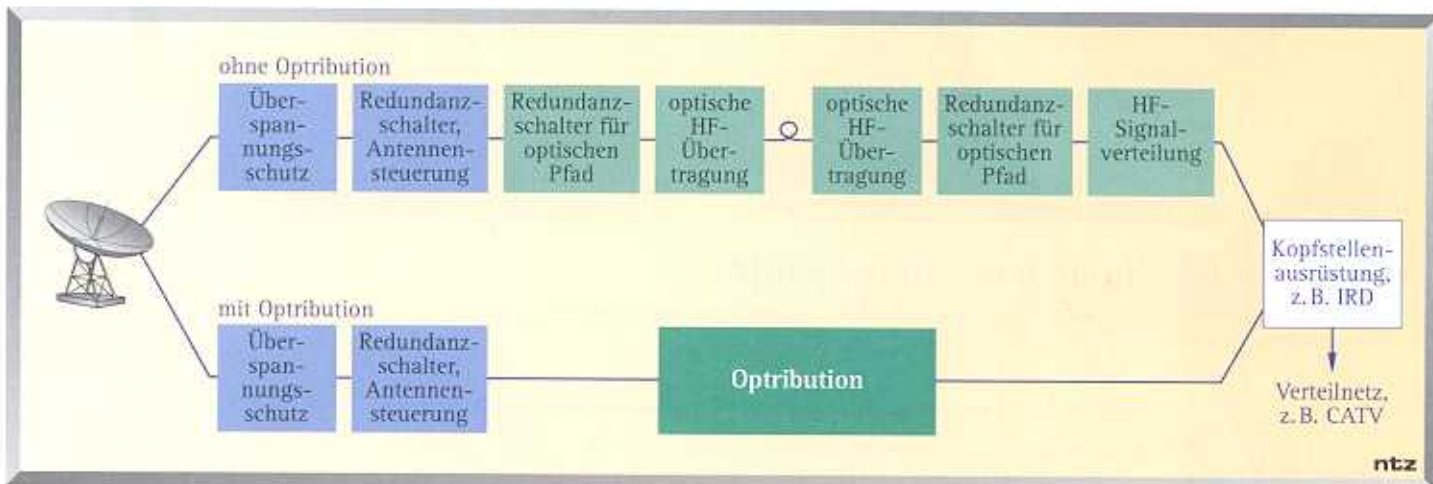 ohne Optribution
Über-
span-
nungs-
schutz
Redundanz-
schalter,
Antennen-
steuerung
Redundanz-
schalter für
optischen
Pfad
optische
HF-
Über-
tragung
optische
HF-
Über-
tragung
Redundanz-
schalter für
optischen
Pfad
HF-
Signal-
verteilung
Kopfstellen-
ausrüstung,
z. B. IRD
mit Optribution
Über-
span-
nungs-
schutz
Redundanz-
schalter,
Antennen-
steuerung
Optribution
Verteilnetz,
z. B. CATV
ntz